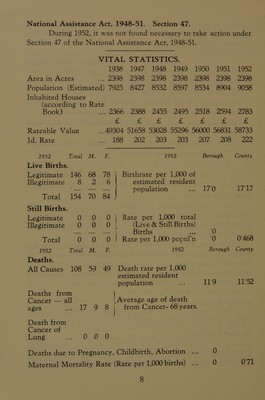 National Assistance Act, 1948-51. Section 47.
During 1952, it was not found necessary to take action under
Section 47 of the National Assistance Act, 1948-51.
VITAL STATISTICS.
1938 1947 1948 1949 1950 1951 1952
Area in Acres ... 2398 2398 2398 2398 2398 2398 2398
Population (Estimated) 7925 8427 8532 8597 8534 8904 9058
Inhabited Houses
(according to Rate
Book) ... 2366 2388 2455 2495 2518 2594 2783
£ £ £ £ £ £ £
Rateable Value ...49304 51658 53028 55296 56000 56831 58733
1d. Rate ... 188 202 203 203 207 208 222
1952 Total M. F. 1952 Borough County
Live Births.
Legitimate 146 68 78 Birthrate per 1,000 of
Illegitimate 8 2 6 estimated resident
— — — population ... 17·0 17·17
Total 154 70 84
Still Births.
Legitimate 0 0 0 Rate per 1,000 total
Illegitimate 0 0 0 (Live & Still Births)
— — — Births ... 0
Total 0 0 0 Rate per 1,000 popul'n ·0 0·468
1952 Total M. F. 1952 Borough County
Deaths.
All Causes 108 59 49 Death rate per 1,000
estimated resident
population ... 11·9 11·52
Deaths from
Cancer — all Average age of death
ages ... 17 9 8 from Cancer- 68 years.
Death from
Cancer of
Lung ... 0 0 0
Deaths due to Pregnancy, Childbirth, Abortion ... 0
Maternal Mortality Rate (Rate per 1,000 births) ... 0 0·71
8